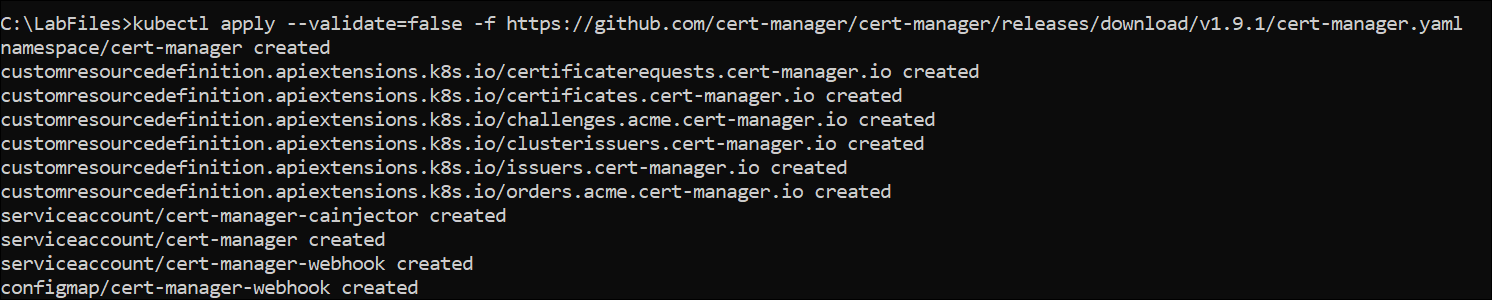 C:\LabFiles>kubectl apply --validate=false -f https://github.com/cert-manager/cert-manager/releases/download/v1.9.1/cert-manager.yaml
namespace/cert-manager created
customresourcedefinition.apiextensions.k8s.io/certificaterequests.cert-manager.io created
customresourcedefinition.apiextensions.k8s.io/certificates.cert-manager.io created
customresourcedefinition.apiextensions.k8s.io/challenges.acme.cert-manager.io created
customresourcedefinition.apiextensions.k8s.io/clusterissuers.cert-manager.io created
customresourcedefinition.apiextensions.k8s.io/issuers.cert-manager.io created
customresourcedefinition.apiextensions.k8s.io/orders.acme.cert-manager.io created
serviceaccount/cert-manager-cainjector created
serviceaccount/cert-manager created
serviceaccount/cert-manager-webhook created
configmap/cert-manager-webhook created